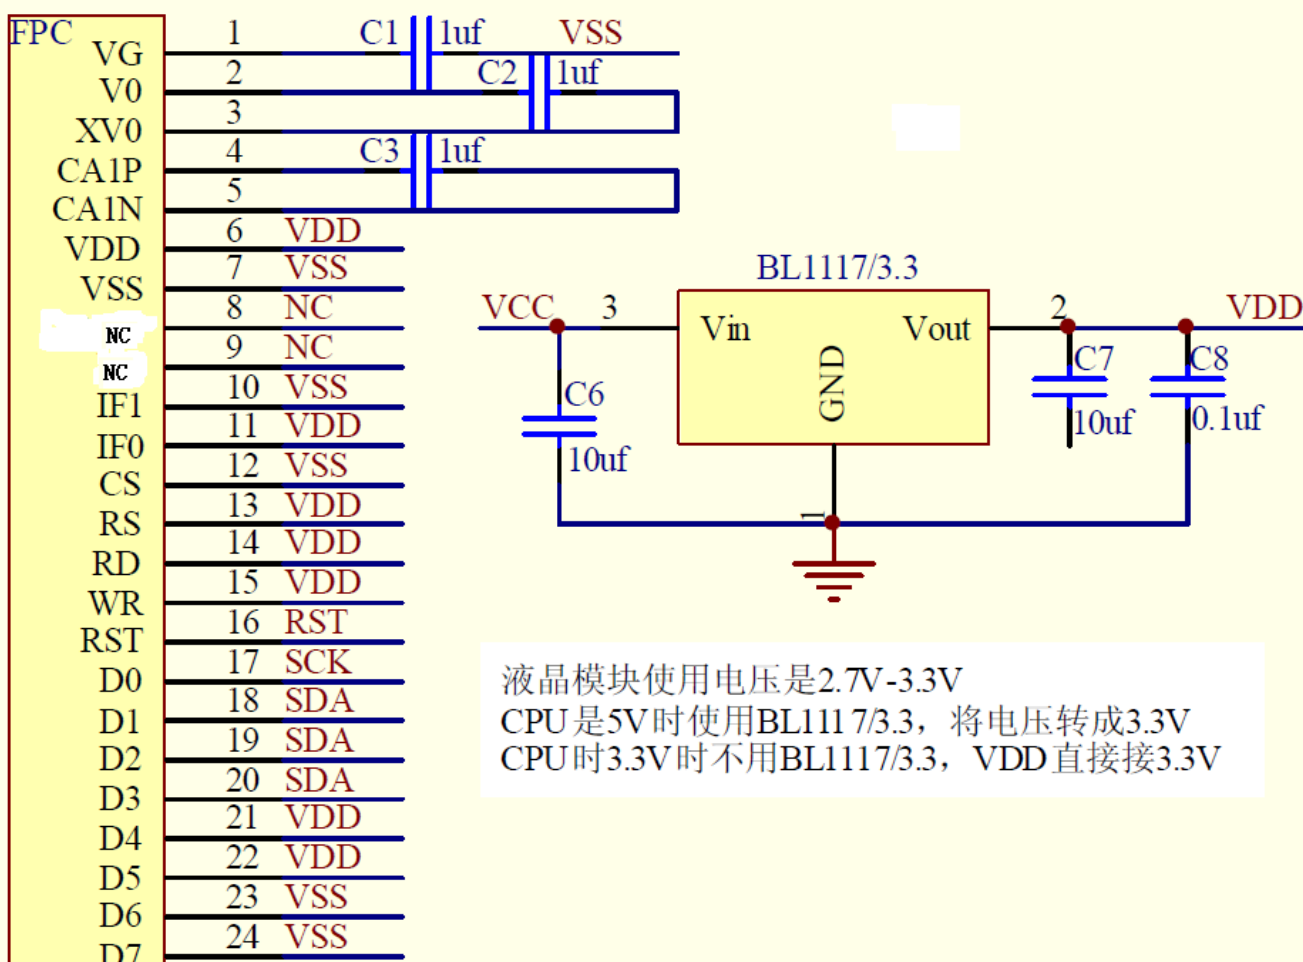 FPC
VG 1 C1 1uf VSS
V0 2 C2 1uf
XV0 3
CA1P 4 C3 1uf
CA1N 5
VDD 6 VDD
VSS 7 VSS
NC 8 NC
NC 9 NC
IF1 10 VSS
IF0 11 VDD
CS 12 VSS
RS 13 VDD
RD 14 VDD
WR 15 VDD
RST 16 RST
D0 17 SCK
D1 18 SDA
D2 19 SDA
D3 20 SDA
D4 21 VDD
D5 22 VDD
D6 23 VSS
D7 24 VSS
BL1117/3.3
VCC 3 Vin Vout 2 VDD
GND
1
C6
10uf
C7
10uf
C8
0.1uf
液晶模块使用电压是2.7V-3.3V
CPU是5V时使用BL1117/3.3，将电压转成3.3V
CPU时3.3V时不用BL1117/3.3，VDD直接接3.3V